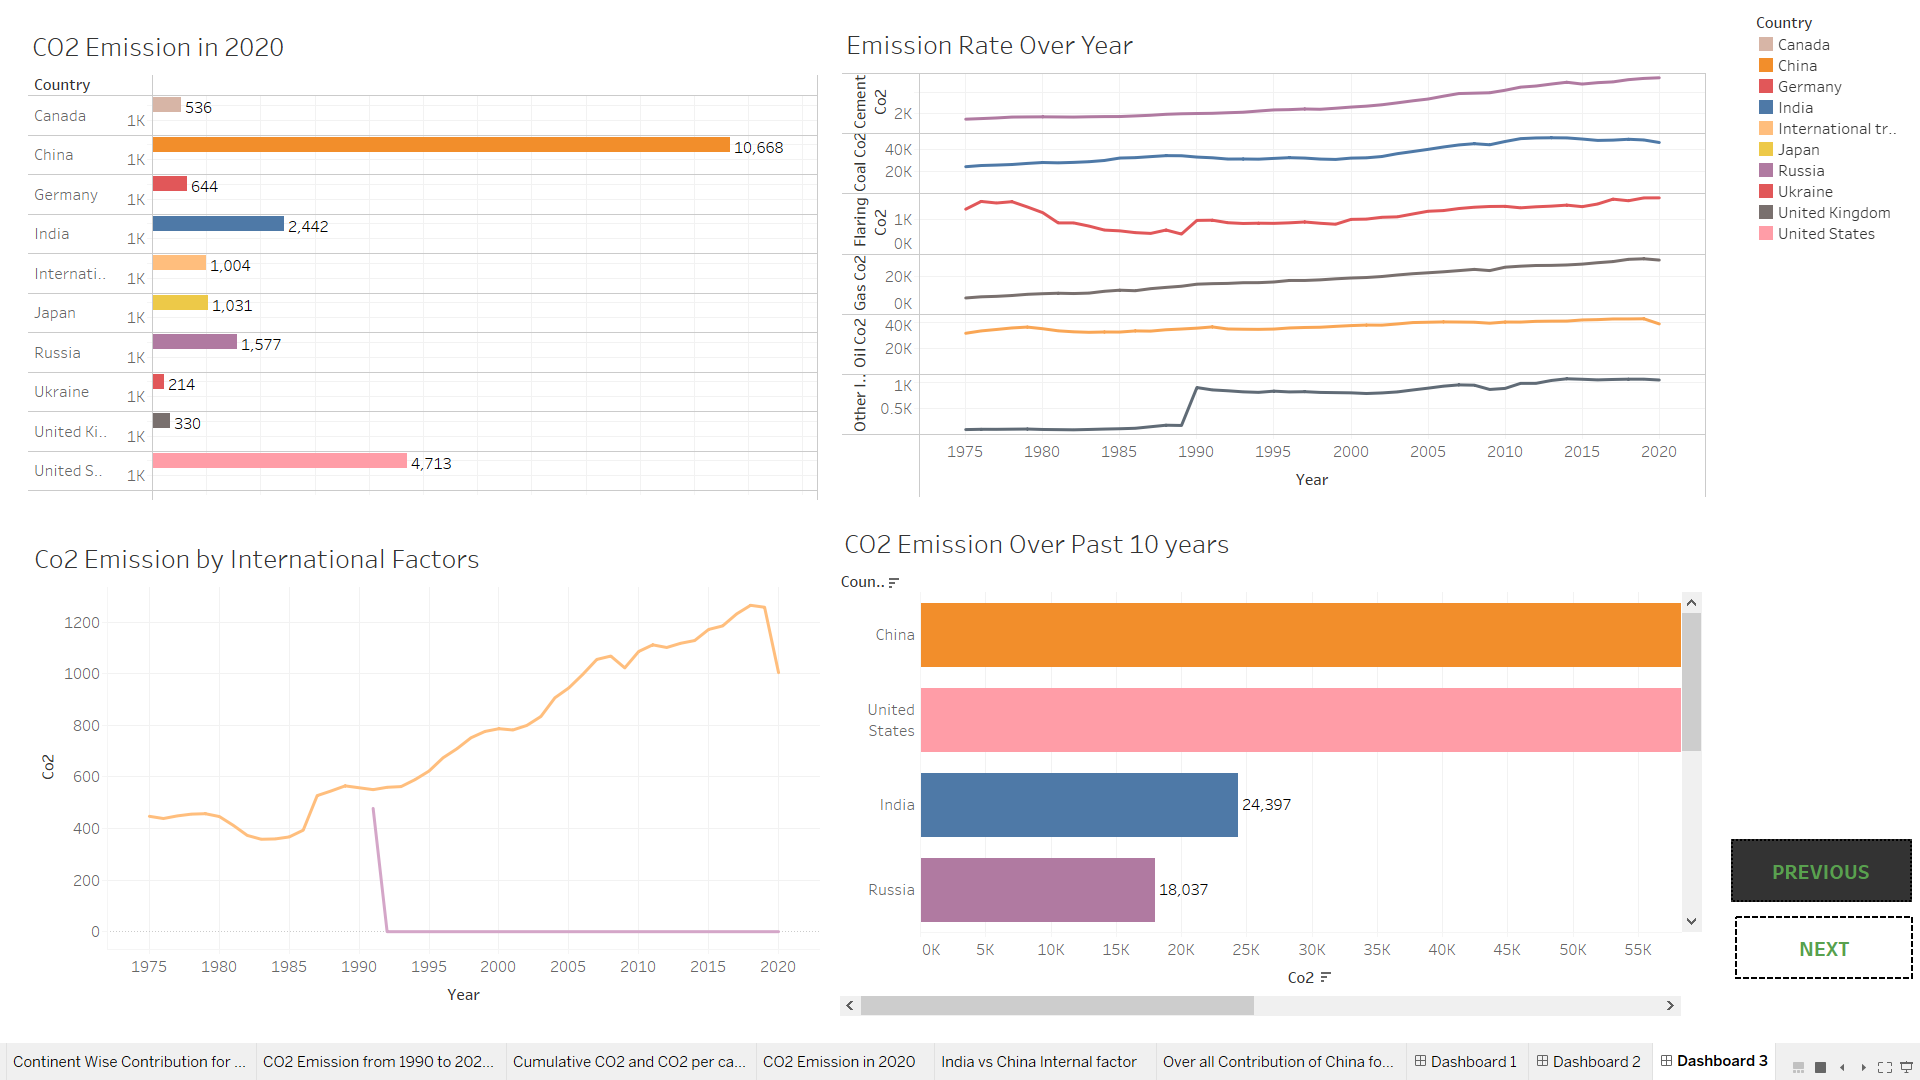 CO2 Emission in 2020
Country
Canada 1K 536
China 1K 10,668
Germany 1K 644
India 1K 2,442
Internati.. 1K 1,004
Japan 1K 1,031
Russia 1K 1,577
Ukraine 1K 214
United Ki.. 1K 330
United S.. 1K 4,713
Emission Rate Over Year
Cement Co2
2K
Coal Co2
40K
20K
Flaring Co2
1K
0K
Gas Co2
20K
0K
Oil Co2
40K
20K
Other I..
1K
0.5K
1975 1980 1985 1990 1995 2000 2005 2010 2015 2020
Year
Country
Canada
China
Germany
India
International tr..
Japan
Russia
Ukraine
United Kingdom
United States
Co2 Emission by International Factors
Co2
1200
1000
800
600
400
200
0
1975 1980 1985 1990 1995 2000 2005 2010 2015 2020
Year
CO2 Emission Over Past 10 years
Coun..
China
United
States
India 24,397
Russia 18,037
0K 5K 10K 15K 20K 25K 30K 35K 40K 45K 50K 55K
Co2
PREVIOUS
NEXT
Continent Wise Contribution for ... CO2 Emission from 1990 to 202... Cumulative CO2 and CO2 per ca... CO2 Emission in 2020 India vs China Internal factor Over all Contribution of China fo... Dashboard 1 Dashboard 2 Dashboard 3